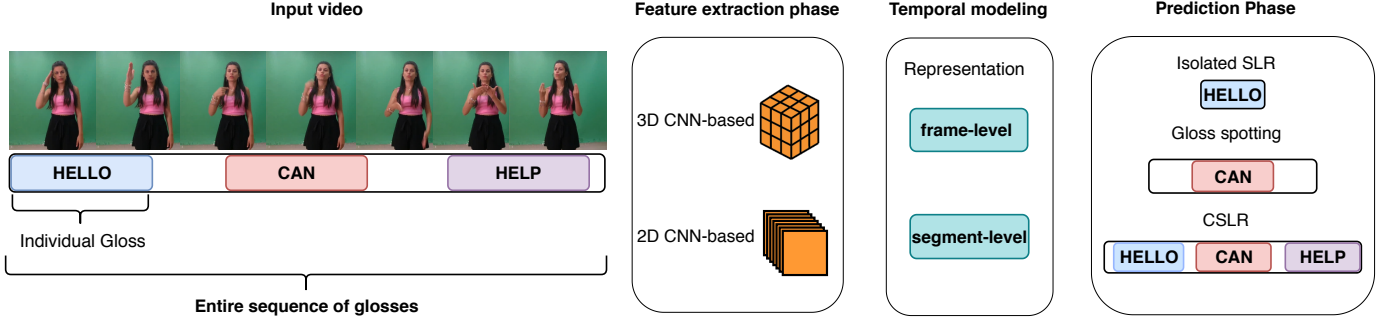 Input video
HELLO
CAN
HELP
Individual Gloss
Entire sequence of glosses
Feature extraction phase
3D CNN-based
2D CNN-based
Temporal modeling
Representation
frame-level
segment-level
Prediction Phase
Isolated SLR
HELLO
Gloss spotting
CAN
CSLR
HELLO
CAN
HELP